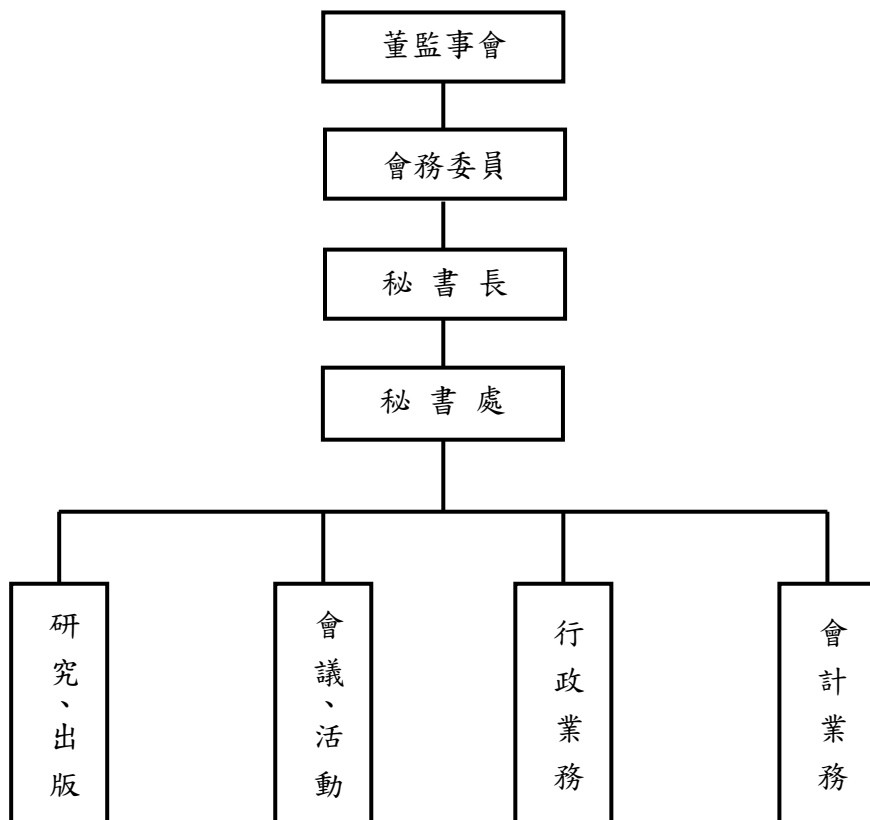 董監事會
會務委員
秘書長
秘書處
研究、出版
會議、活動
行政業務
會計業務